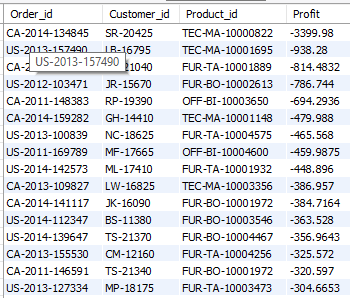 Order_id Customer_id Product_id Profit
CA-2014-134845 SR-20425 TEC-MA-10000822 -3399.98
US-2013-157490 LB-16795 TEC-MA-10001695 -938.28
US-2013-157490
21040 FUR-TA-10001889 -814.4832
US-2012-103471 JR-15670 FUR-BO-10002613 -786.744
CA-2011-148383 RP-19390 OFF-BI-10003650 -694.2936
CA-2014-159282 GH-14410 TEC-MA-10001148 -479.988
US-2013-100839 NC-18625 FUR-TA-10004575 -465.568
US-2011-169789 MF-17665 OFF-BI-10004600 -459.9875
US-2014-142573 ML-17410 FUR-TA-10001932 -448.896
CA-2013-109827 LW-16825 TEC-MA-10003356 -386.957
CA-2014-141117 JK-16090 FUR-BO-10001972 -384.7164
US-2014-112347 BS-11380 FUR-BO-10003546 -363.528
US-2014-139647 TS-21370 FUR-BO-10004467 -356.9643
CA-2013-155530 CM-12160 FUR-TA-10004256 -325.572
CA-2011-146591 TS-21340 FUR-BO-10001972 -320.597
US-2013-127334 MP-18175 FUR-TA-10003473 -304.6653